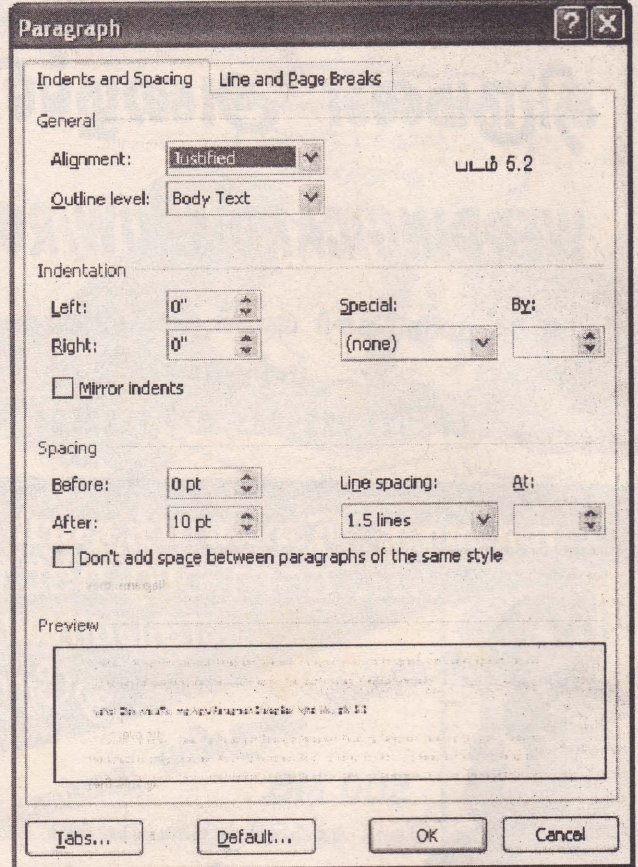 Paragraph
Indents and Spacing Line and Page Breaks
General
Alignment: Justified
படம் 5.2
Outline level: Body Text
Indentation
Left: 0" Special: By:
Right: 0" (none)
Mirror indents
Spacing
Before: 0 pt Line spacing: At:
After: 10 pt 1.5 lines
Don't add space between paragraphs of the same style
Preview
Tabs... Default... OK Cancel